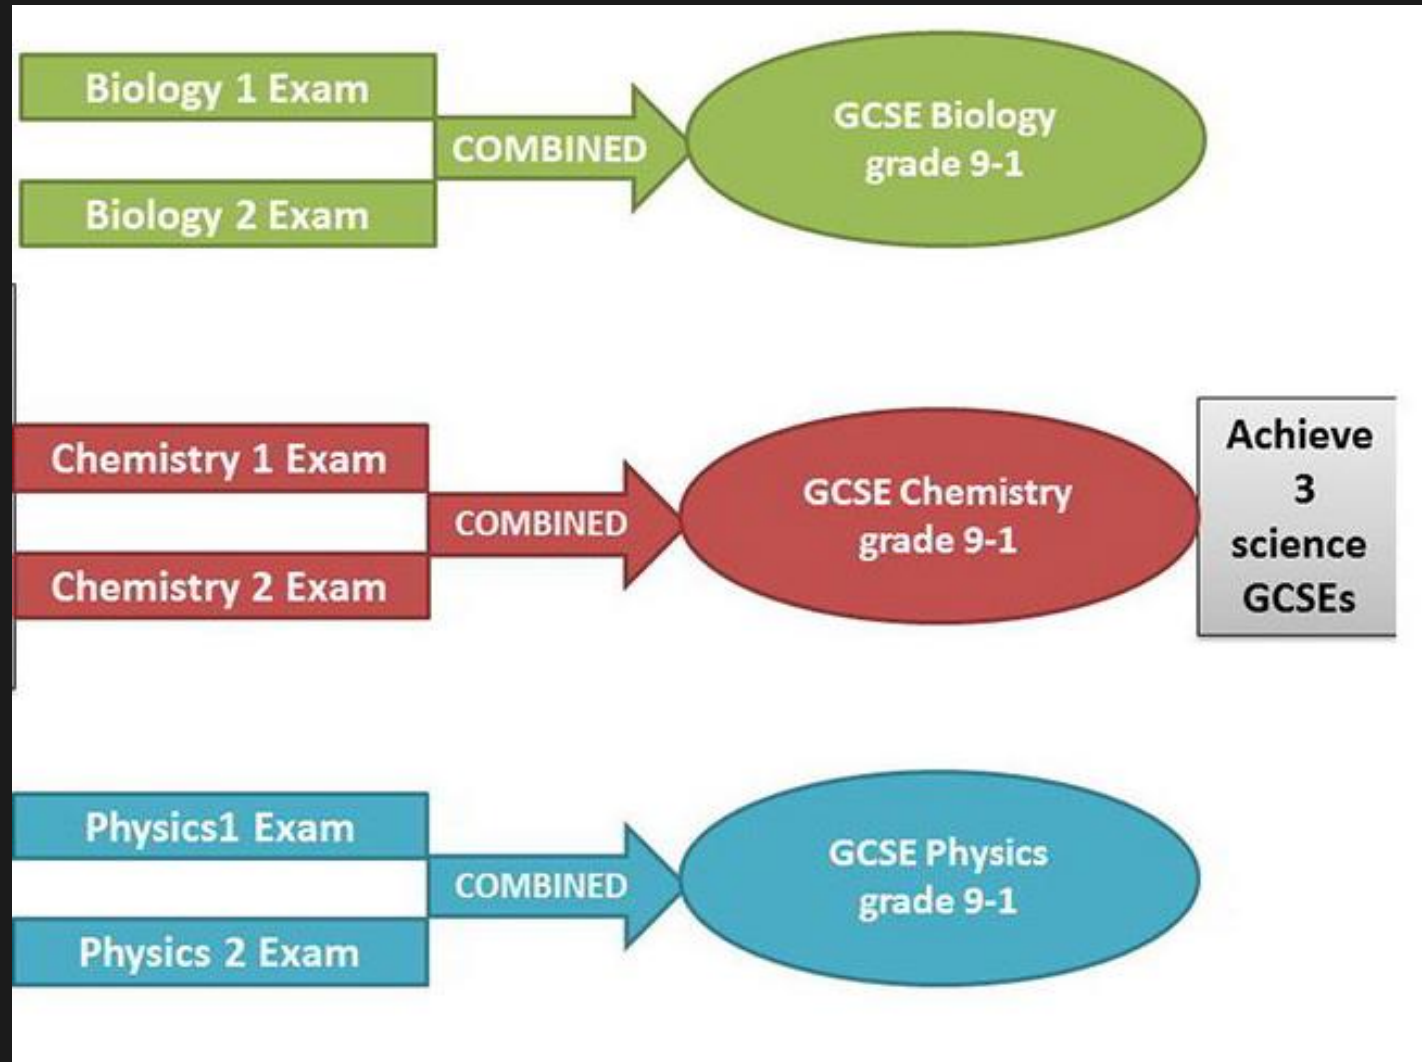 Biology 1 Exam
Biology 2 Exam
COMBINED
GCSE Biology
grade 9-1
Chemistry 1 Exam
Chemistry 2 Exam
COMBINED
GCSE Chemistry
grade 9-1
Achieve
3
science
GCSEs
Physics1 Exam
Physics 2 Exam
COMBINED
GCSE Physics
grade 9-1